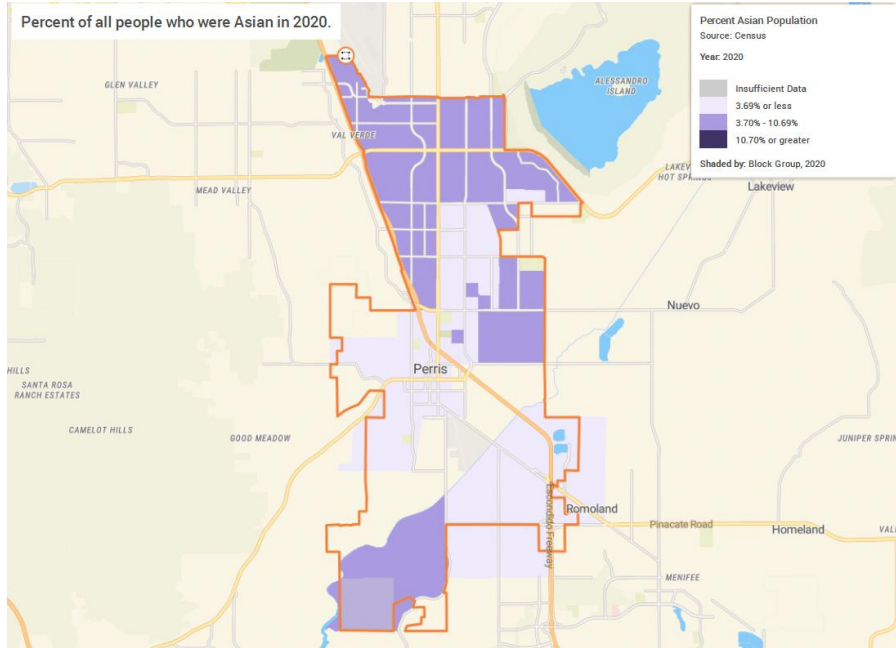 Percent of all people who were Asian in 2020.
Percent Asian Population
Source: Census
Year: 2020
Insufficient Data
3.69% or less
3.70% - 10.69%
10.70% or greater
Shaded by: Block Group, 2020
GLEN VALLEY
ALESSANDRO
ISLAND
VAL VERDE
LAKEV
HOT SPRINGS
Lakeview
MEAD VALLEY
Nuevo
Perris
HILLS
SANTA ROSA
RANCH ESTATES
CAMELOT HILLS
GOOD MEADOW
JUNIPER SPRIN
Escondido Freeway
Romoland
Pinacate Road
Homeland
VAL
MENIFEE